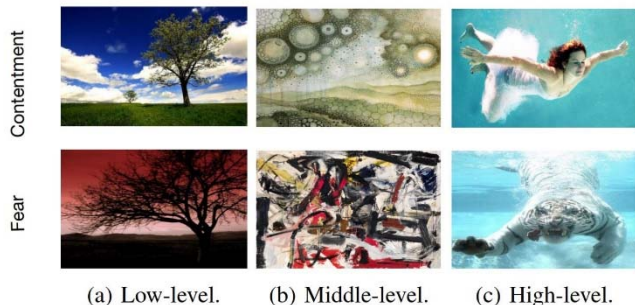 Contentment
Fear
(a) Low-level.
(b) Middle-level.
(c) High-level.